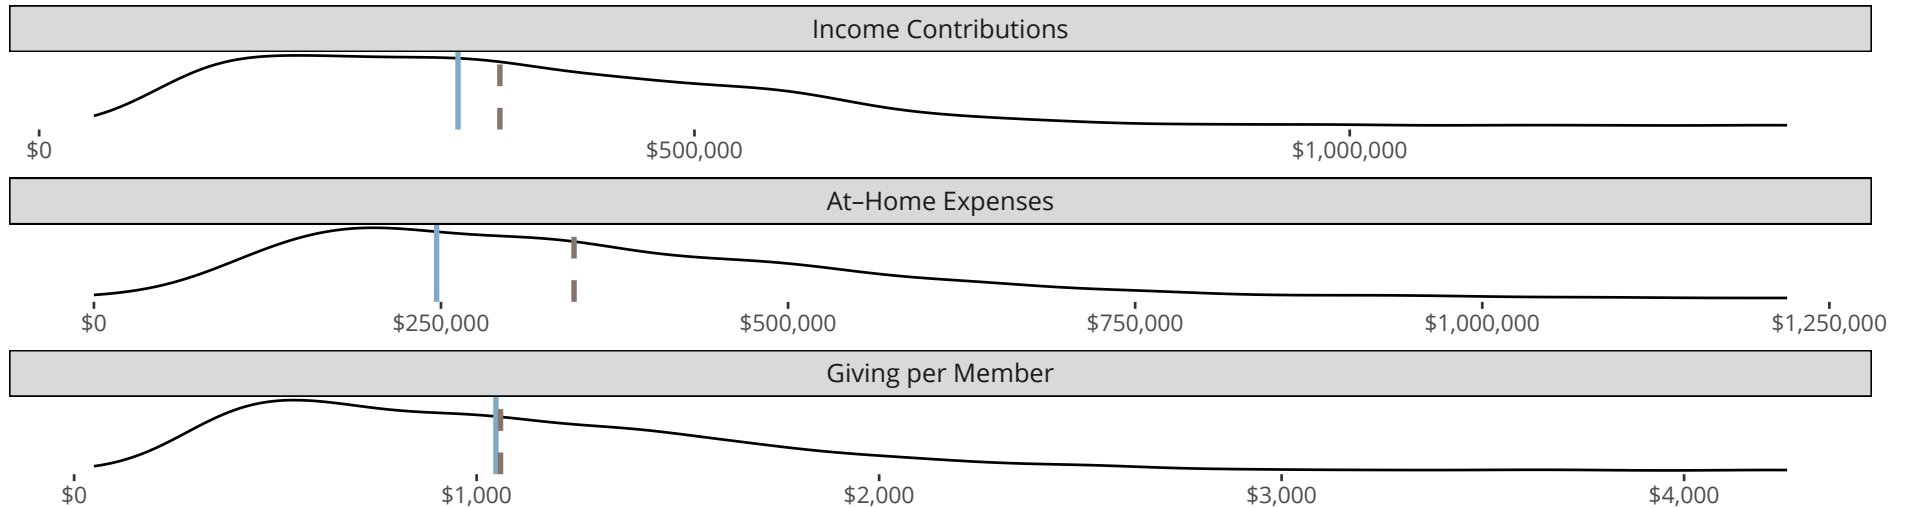 Income Contributions
$0 $500,000 $1,000,000
At–Home Expenses
$0 $250,000 $500,000 $750,000 $1,000,000 $1,250,000
Giving per Member
$0 $1,000 $2,000 $3,000 $4,000